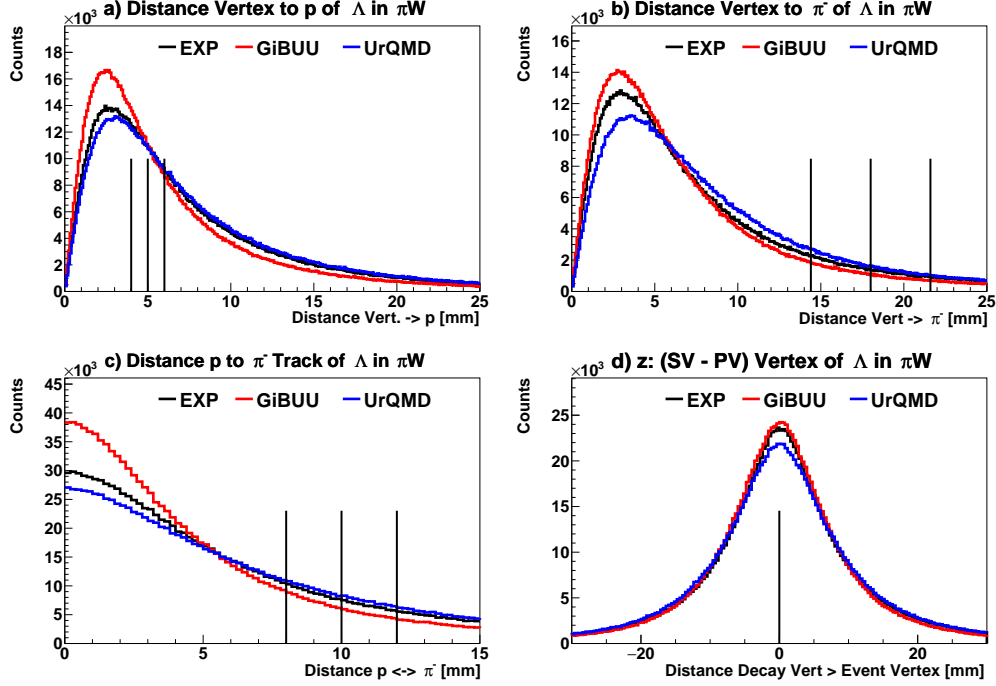 a) Distance Vertex to p of Λ in πW
×10³
Counts
EXP GiBUU UrQMD
18
16
14
12
10
8
6
4
2
0
0 5 10 15 20 25
Distance Vert. -> p [mm]
b) Distance Vertex to π⁻ of Λ in πW
×10³
Counts
EXP GiBUU UrQMD
16
14
12
10
8
6
4
2
0
0 5 10 15 20 25
Distance Vert -> π⁻ [mm]
c) Distance p to π⁻ Track of Λ in πW
×10³
Counts
EXP GiBUU UrQMD
45
40
35
30
25
20
15
10
5
0
0 5 10 15
Distance p <-> π⁻ [mm]
d) z: (SV - PV) Vertex of Λ in πW
×10³
Counts
EXP GiBUU UrQMD
25
20
15
10
5
0
−20 0 20
Distance Decay Vert > Event Vertex [mm]